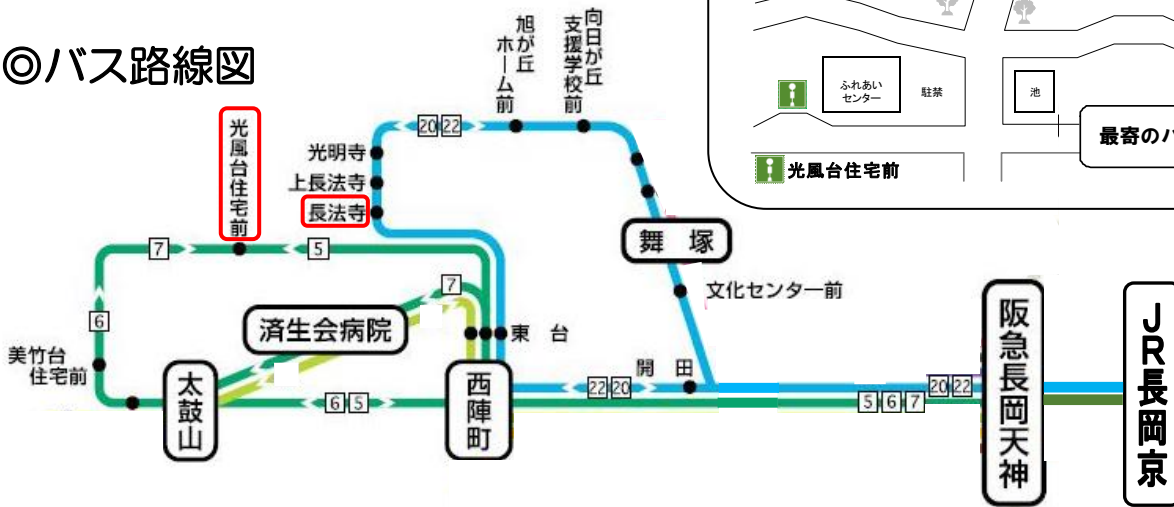 ◎バス路線図
旭が丘
ホーム前
向日が丘
支援学校前
ふれあい
センター
駐禁
池
最寄のバ
光風台住宅前
光風台住宅前
20 22
光明寺
上長法寺
長法寺
7
5
舞塚
7
文化センター前
済生会病院
6
東台
美竹台
住宅前
太鼓山
西陣町
開田
22 20
6 5
5 6 7
20 22
阪急長岡天神
JR長岡京